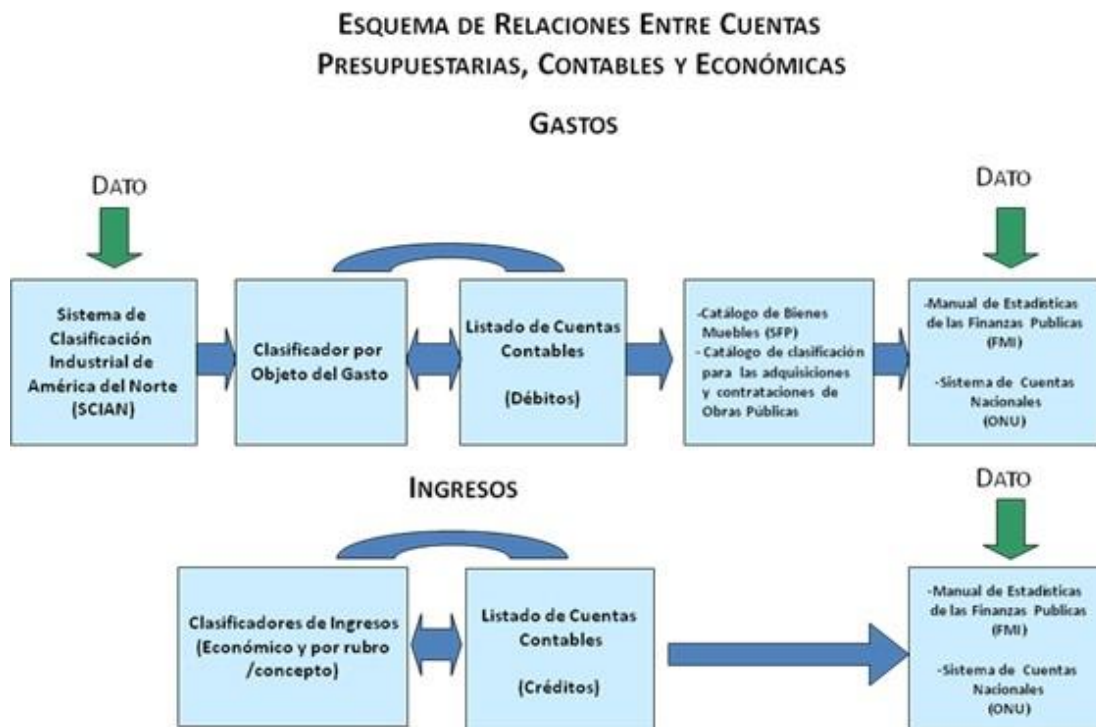 ESQUEMA DE RELACIONES ENTRE CUENTAS
PRESUPUESTARIAS, CONTABLES Y ECONÓMICAS
GASTOS
DATO
DATO
Sistema de
Clasificación
Industrial de
América del Norte
(SCIAN)
Clasificador por
Objeto del Gasto
Listado de Cuentas
Contables
(Débitos)
-Catálogo de Bienes
Muebles (SFP)
- Catálogo de clasificación
para las adquisiciones
y contrataciones de
Obras Públicas
-Manual de Estadísticas
de las Finanzas Publicas
(FMI)
-Sistema de Cuentas
Nacionales
(ONU)
INGRESOS
DATO
Clasificadores de Ingresos
(Económico y por rubro
/concepto)
Listado de Cuentas
Contables
(Créditos)
-Manual de Estadísticas
de las Finanzas Publicas
(FMI)
-Sistema de Cuentas
Nacionales
(ONU)